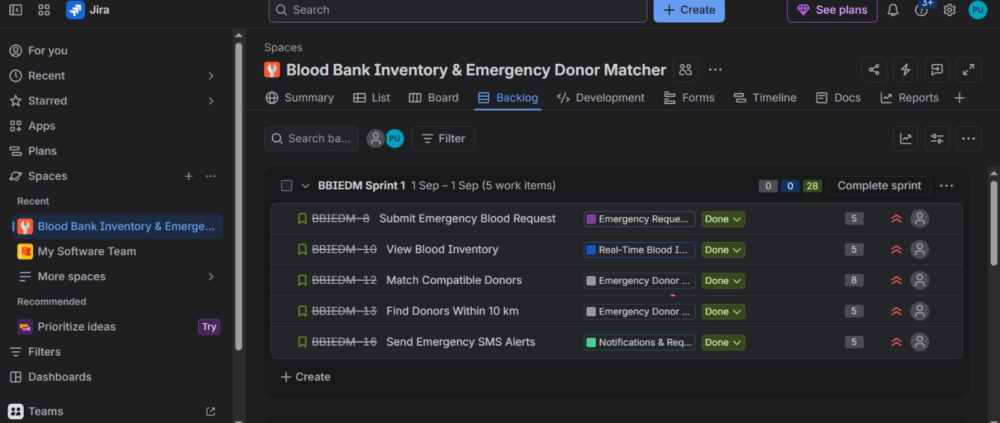 Jira
Search
Create
See plans
3+
PU
For you
Recent
Starred
Apps
Plans
Spaces
Recent
Blood Bank Inventory & Emerge...
My Software Team
More spaces
Recommended
Prioritize ideas
Try
Filters
Dashboards
Teams
Spaces
Blood Bank Inventory & Emergency Donor Matcher
Summary
List
Board
Backlog
Development
Forms
Timeline
Docs
Reports
Search ba...
PU
Filter
BBIEDM Sprint 1 1 Sep – 1 Sep (5 work items)
0 0 28
Complete sprint
BBIEDM-8 Submit Emergency Blood Request Emergency Reque... Done 5
BBIEDM-10 View Blood Inventory Real-Time Blood I... Done 5
BBIEDM-12 Match Compatible Donors Emergency Donor ... Done 8
BBIEDM-13 Find Donors Within 10 km Emergency Donor ... Done 5
BBIEDM-16 Send Emergency SMS Alerts Notifications & Req... Done 5
Create